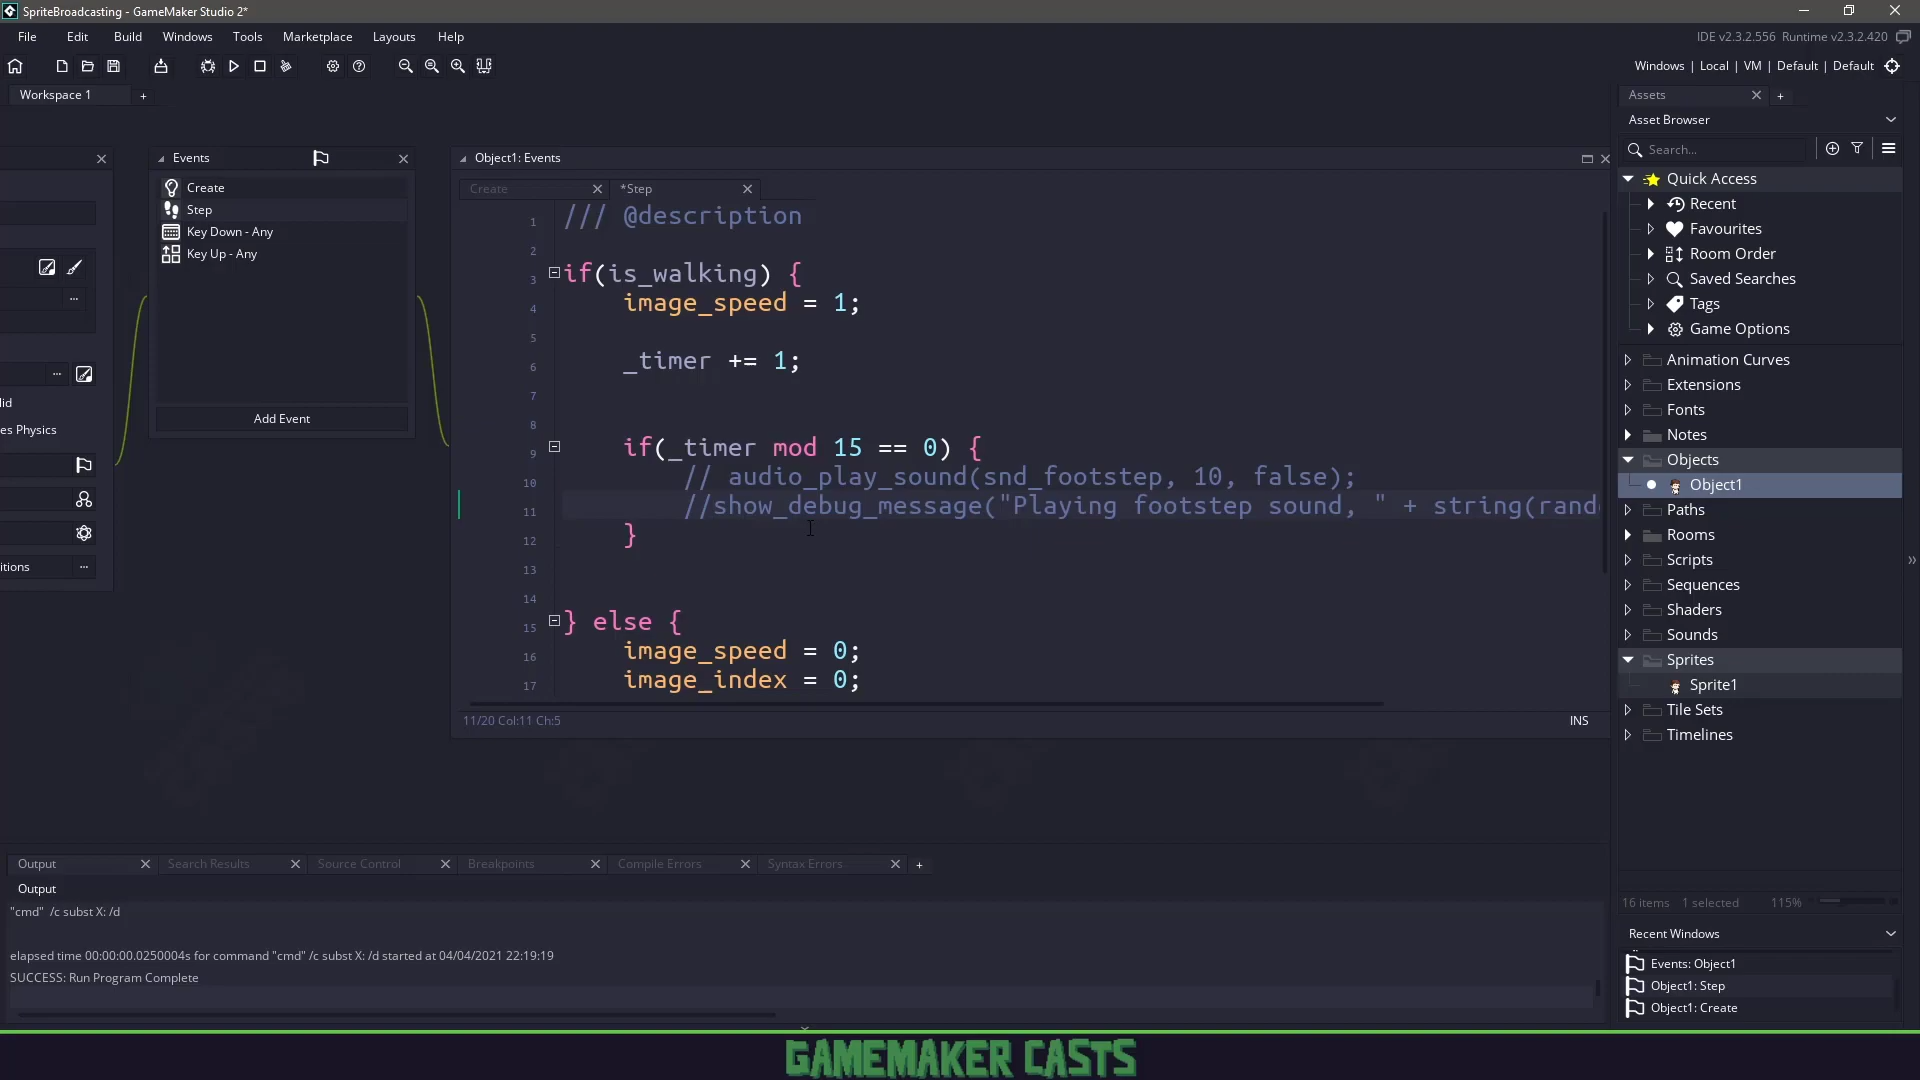 SpriteBroadcasting - GameMaker Studio 2*
File Edit Build Windows Tools Marketplace Layouts Help
IDE v2.3.2.556 Runtime v2.3.2.420
Windows | Local | VM | Default | Default
Workspace 1 +
Events
Create
Step
Key Down - Any
Key Up - Any
Add Event
lid
es Physics
itions
Object1: Events
Create
*Step
1 /// @description
2
3 if(is_walking) {
4 image_speed = 1;
5
6 _timer += 1;
7
8
9 if(_timer mod 15 == 0) {
10 // audio_play_sound(snd_footstep, 10, false);
11 //show_debug_message("Playing footstep sound, " + string(rand
12 }
13
14
15 } else {
16 image_speed = 0;
17 image_index = 0;
11/20 Col:11 Ch:5
INS
Assets
Asset Browser
Search...
Quick Access
Recent
Favourites
Room Order
Saved Searches
Tags
Game Options
Animation Curves
Extensions
Fonts
Notes
Objects
Object1
Paths
Rooms
Scripts
Sequences
Shaders
Sounds
Sprites
Sprite1
Tile Sets
Timelines
16 items 1 selected 115%
Recent Windows
Events: Object1
Object1: Step
Object1: Create
Output Search Results Source Control Breakpoints Compile Errors Syntax Errors +
Output
"cmd" /c subst X: /d
elapsed time 00:00:00.0250004s for command "cmd" /c subst X: /d started at 04/04/2021 22:19:19
SUCCESS: Run Program Complete
GAMEMAKER CASTS